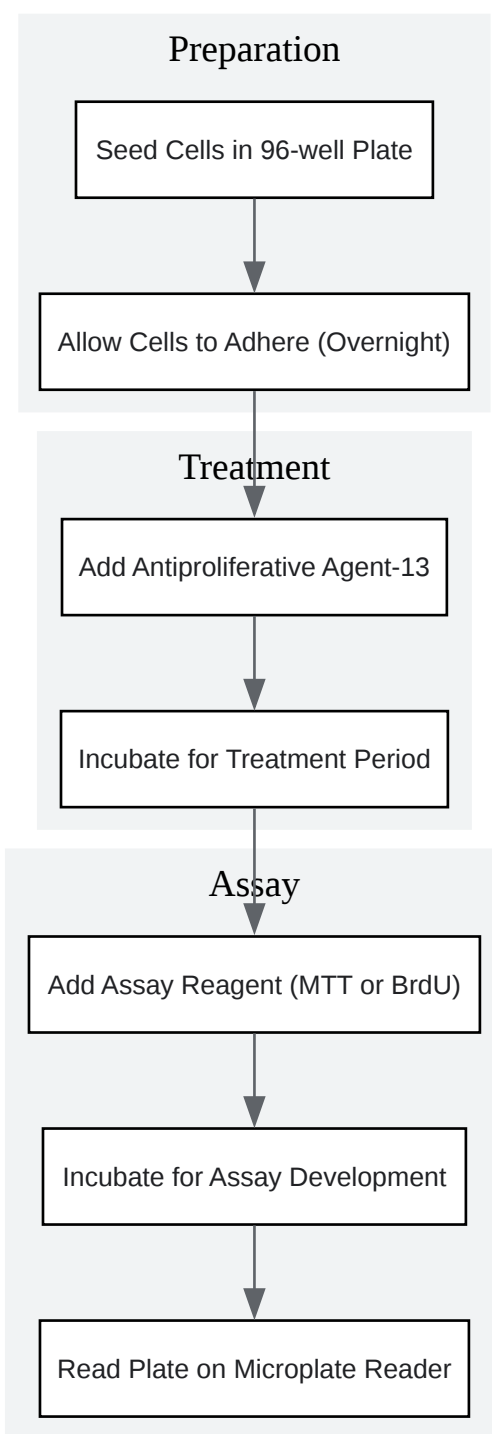 Preparation
Seed Cells in 96-well Plate
Allow Cells to Adhere (Overnight)
Treatment
Add Antiproliferative Agent-13
Incubate for Treatment Period
Assay
Add Assay Reagent (MTT or BrdU)
Incubate for Assay Development
Read Plate on Microplate Reader